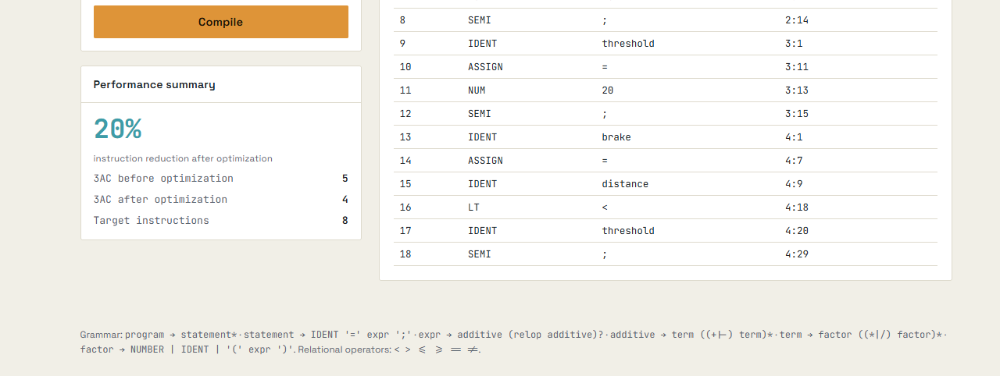 Compile
Performance summary
20%
instruction reduction after optimization
3AC before optimization 5
3AC after optimization 4
Target instructions 8
8 SEMI ; 2:14
9 IDENT threshold 3:1
10 ASSIGN = 3:11
11 NUM 20 3:13
12 SEMI ; 3:15
13 IDENT brake 4:1
14 ASSIGN = 4:7
15 IDENT distance 4:9
16 LT < 4:18
17 IDENT threshold 4:20
18 SEMI ; 4:29
Grammar: program → statement* · statement → IDENT '=' expr ';' · expr → additive (relop additive)? · additive → term ((+|-) term)* · term → factor ((*|/) factor)* ·
factor → NUMBER | IDENT | '(' expr ')'. Relational operators: < > <= >= == !=.